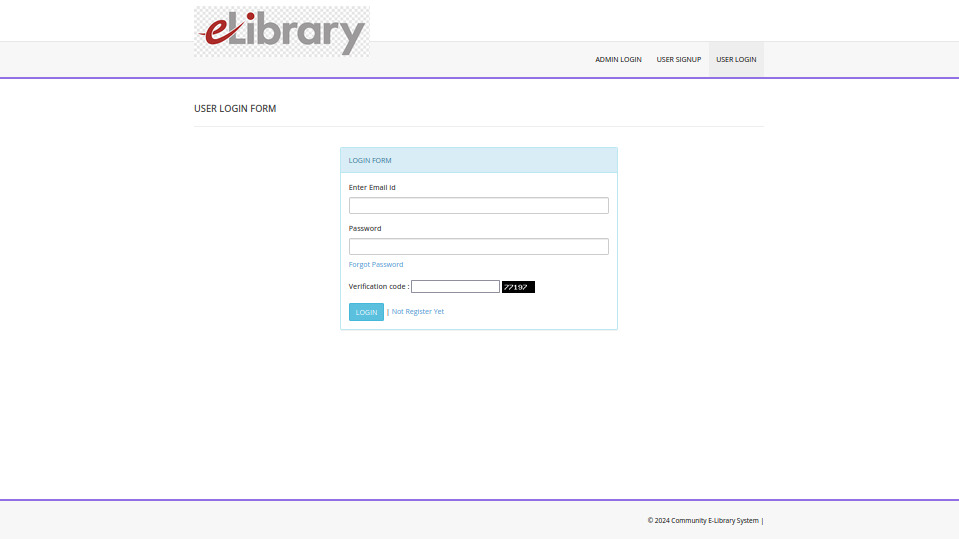 eLibrary
ADMIN LOGIN USER SIGNUP USER LOGIN
USER LOGIN FORM
LOGIN FORM
Enter Email id
Password
Forgot Password
Verification code : 77197
LOGIN | Not Register Yet
© 2024 Community E-Library System |